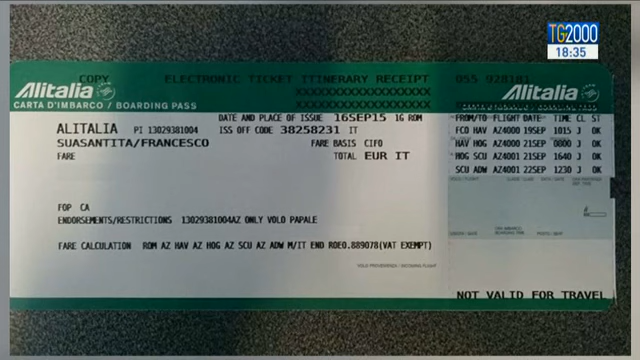 TG2000
18:35
COPY ELECTRONIC TICKET ITINERARY RECEIPT 055 928181
XXXXXXXXXXXXXXXXXX
XXXXXXXXXXXXXXXXXX
Alitalia
CARTA D'IMBARCO / BOARDING PASS
Alitalia
DATE AND PLACE OF ISSUE 16SEP15 1G ROM
ALITALIA PI 13029381004 ISS OFF CODE 38258231 IT
SUASANTITA/FRANCESCO FARE BASIS CIFO
FARE TOTAL EUR IT
FOP CA
ENDORSEMENTS/RESTRICTIONS 13029381004AZ ONLY VOLO PAPALE
FARE CALCULATION ROM AZ HAV AZ HOG AZ SCU AZ ADW M/IT END ROE0.889078(VAT EXEMPT)
FROM/TO FLIGHT DATE TIME CL ST
FCO HAV AZ4000 19SEP 1015 J OK
HAV HOG AZ4000 21SEP 0800 J OK
HOG SCU AZ4001 21SEP 1640 J OK
SCU ADW AZ4001 22SEP 1230 J OK
NOT VALID FOR TRAVEL